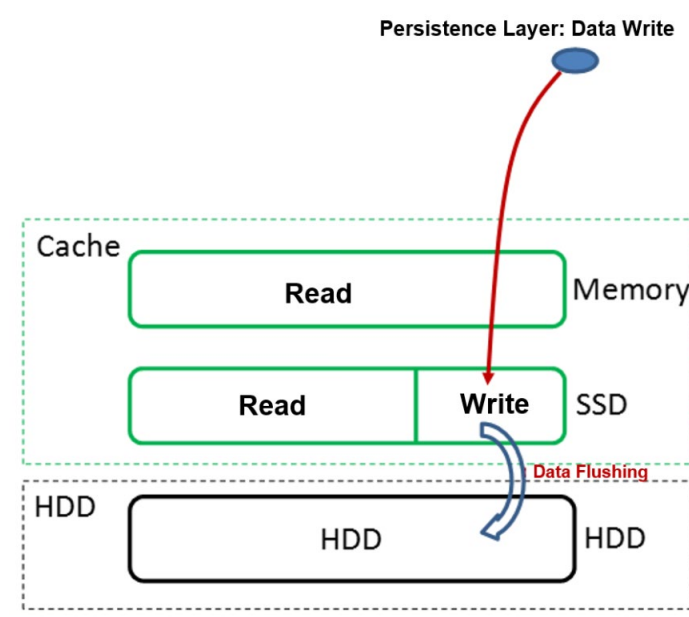 Persistence Layer: Data Write
Cache
Read
Memory
Read
Write
SSD
Data Flushing
HDD
HDD
HDD